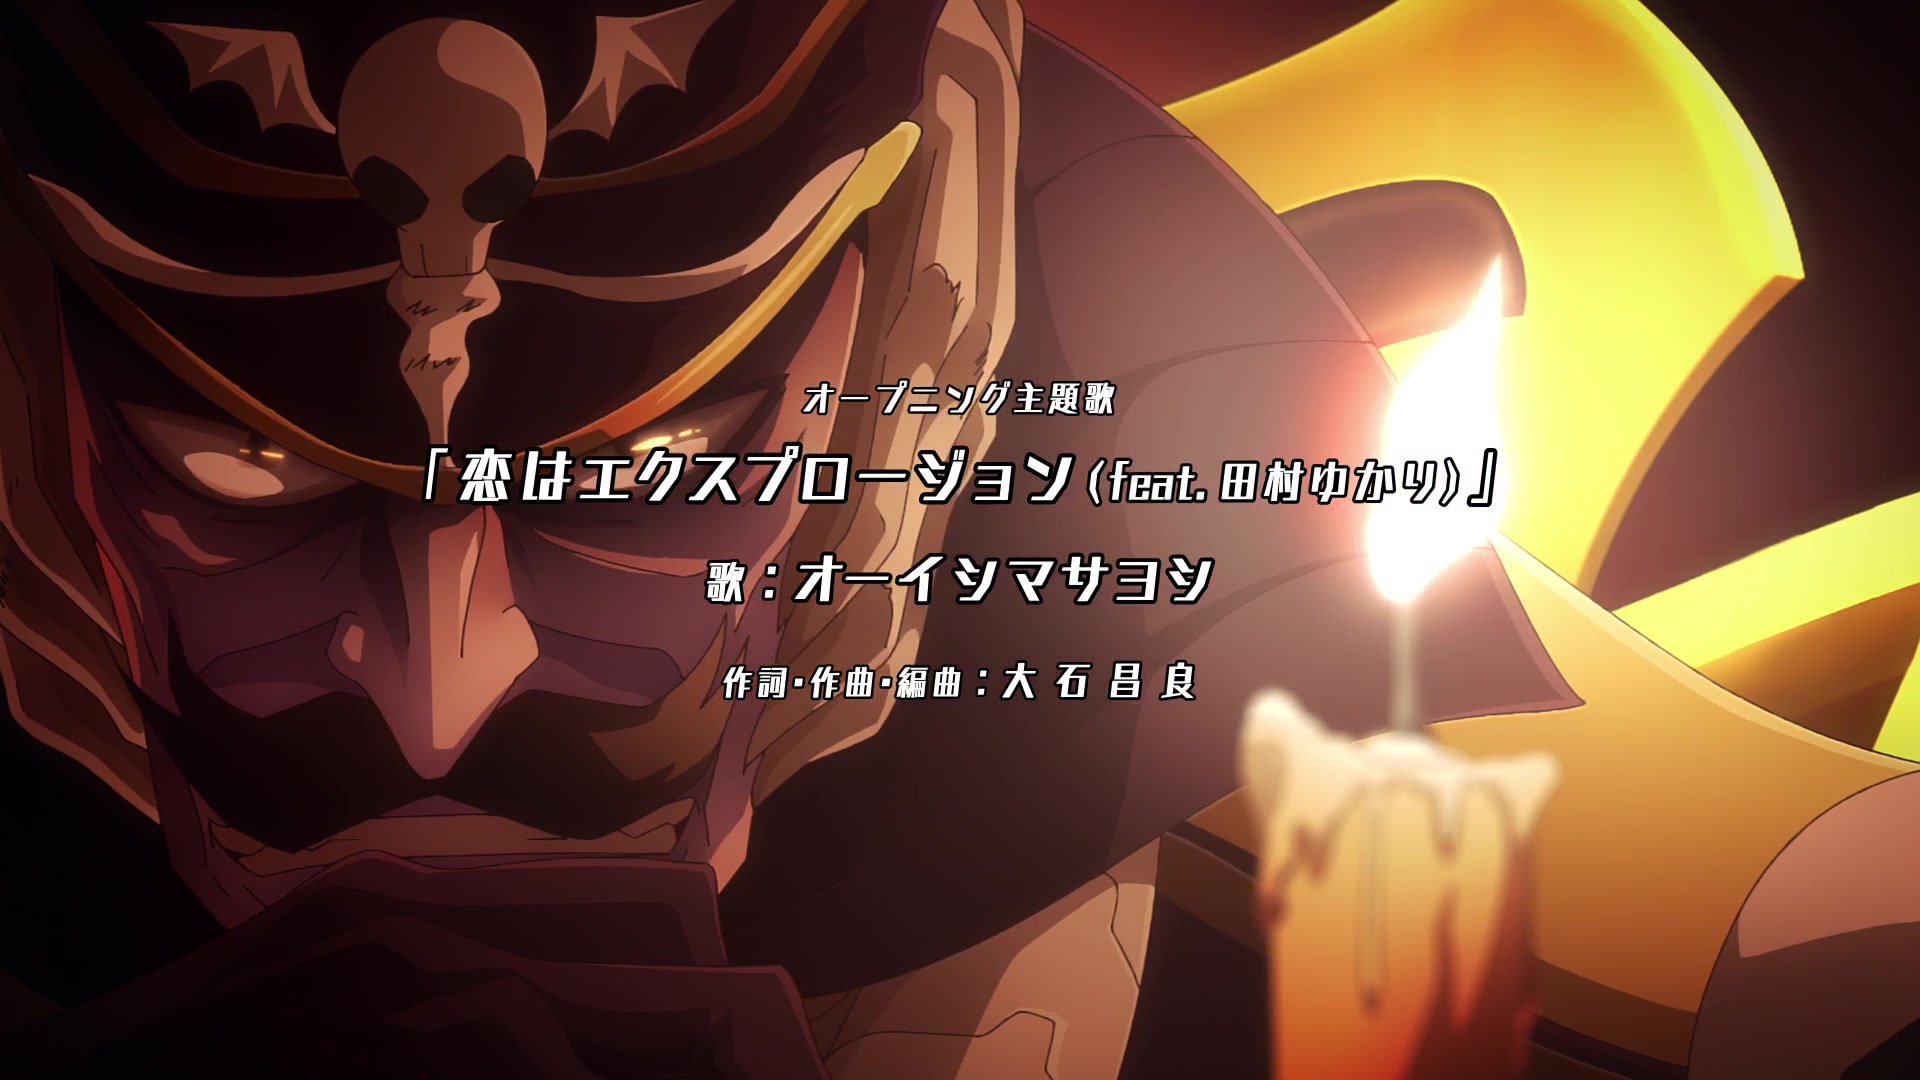 オープニング主題歌
「恋はエクスプロージョン(feat.田村ゆかり)」
歌：オーイシマサヨシ
作詞・作曲・編曲：大石昌良